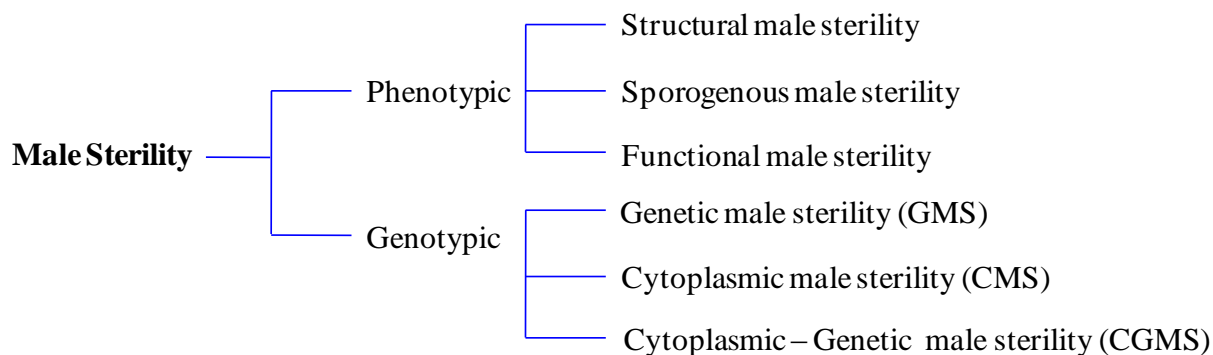 Structural male sterility
Phenotypic
Sporogenous male sterility
Male Sterility
Functional male sterility
Genetic male sterility (GMS)
Genotypic
Cytoplasmic male sterility (CMS)
Cytoplasmic – Genetic male sterility (CGMS)